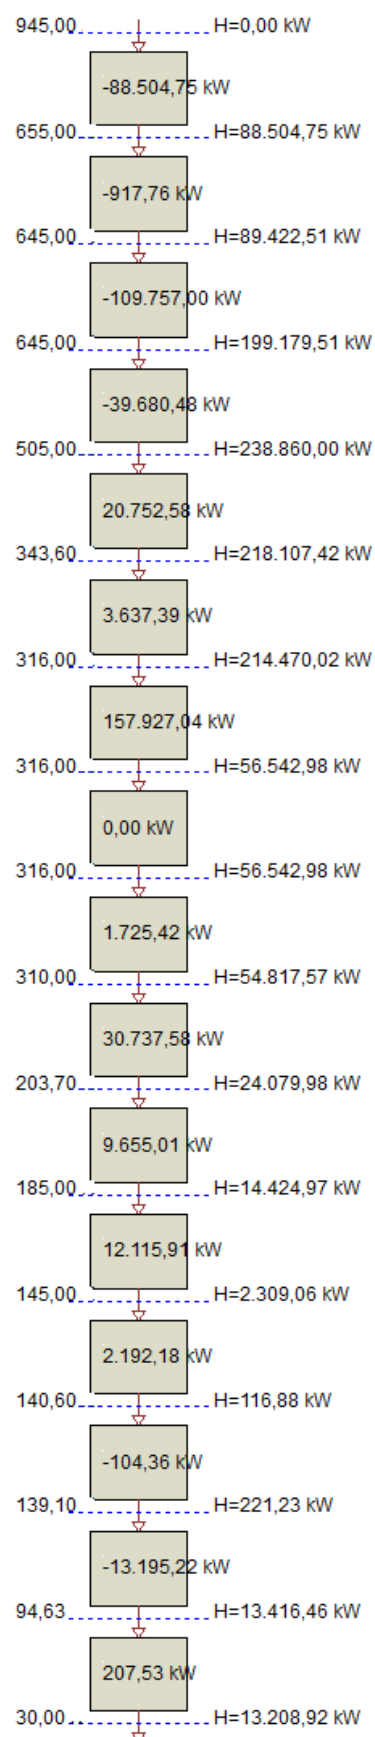 945,00 H=0,00 kW
-88.504,75 kW
655,00 H=88.504,75 kW
-917,76 kW
645,00 H=89.422,51 kW
-109.757,00 kW
645,00 H=199.179,51 kW
-39.680,48 kW
505,00 H=238.860,00 kW
20.752,58 kW
343,60 H=218.107,42 kW
3.637,39 kW
316,00 H=214.470,02 kW
157.927,04 kW
316,00 H=56.542,98 kW
0,00 kW
316,00 H=56.542,98 kW
1.725,42 kW
310,00 H=54.817,57 kW
30.737,58 kW
203,70 H=24.079,98 kW
9.655,01 kW
185,00 H=14.424,97 kW
12.115,91 kW
145,00 H=2.309,06 kW
2.192,18 kW
140,60 H=116,88 kW
-104,36 kW
139,10 H=221,23 kW
-13.195,22 kW
94,63 H=13.416,46 kW
207,53 kW
30,00 H=13.208,92 kW